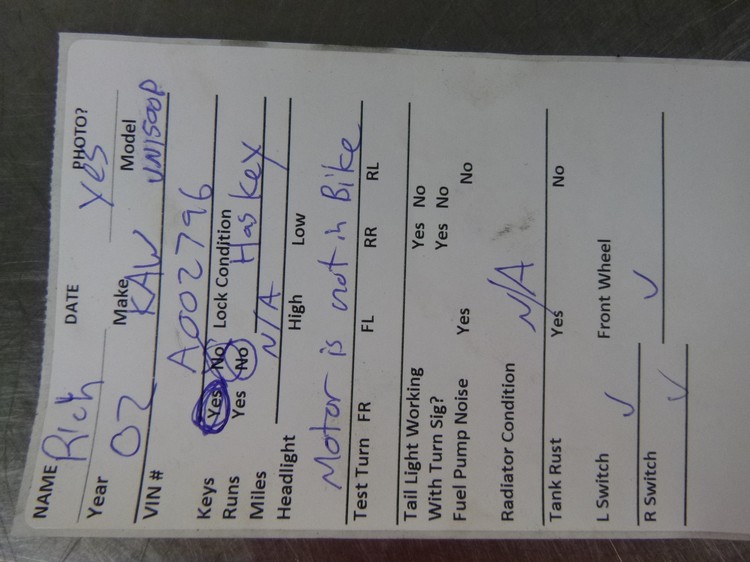 NAME Rich DATE PHOTO? yes
Year 02 Make KAW Model VN1500P
VIN # A002796
Keys Yes No Lock Condition Has key
Runs Yes No
Miles N/A
Headlight High Low
Motor is not in Bike
Test Turn FR FL RR RL
Tail Light Working Yes No
With Turn Sig? Yes No
Fuel Pump Noise Yes No
Radiator Condition N/A
Tank Rust Yes No
L Switch ✓ Front Wheel ✓
R Switch ✓